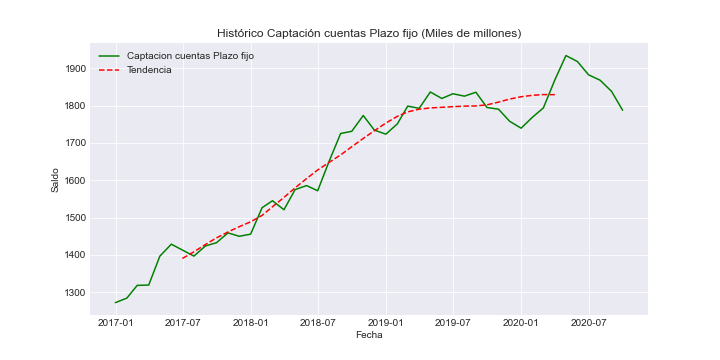 Histórico Captación cuentas Plazo fijo (Miles de millones)
Captacion cuentas Plazo fijo
Tendencia
1900
1800
1700
1600
1500
1400
1300
Saldo
2017-01 2017-07 2018-01 2018-07 2019-01 2019-07 2020-01 2020-07
Fecha